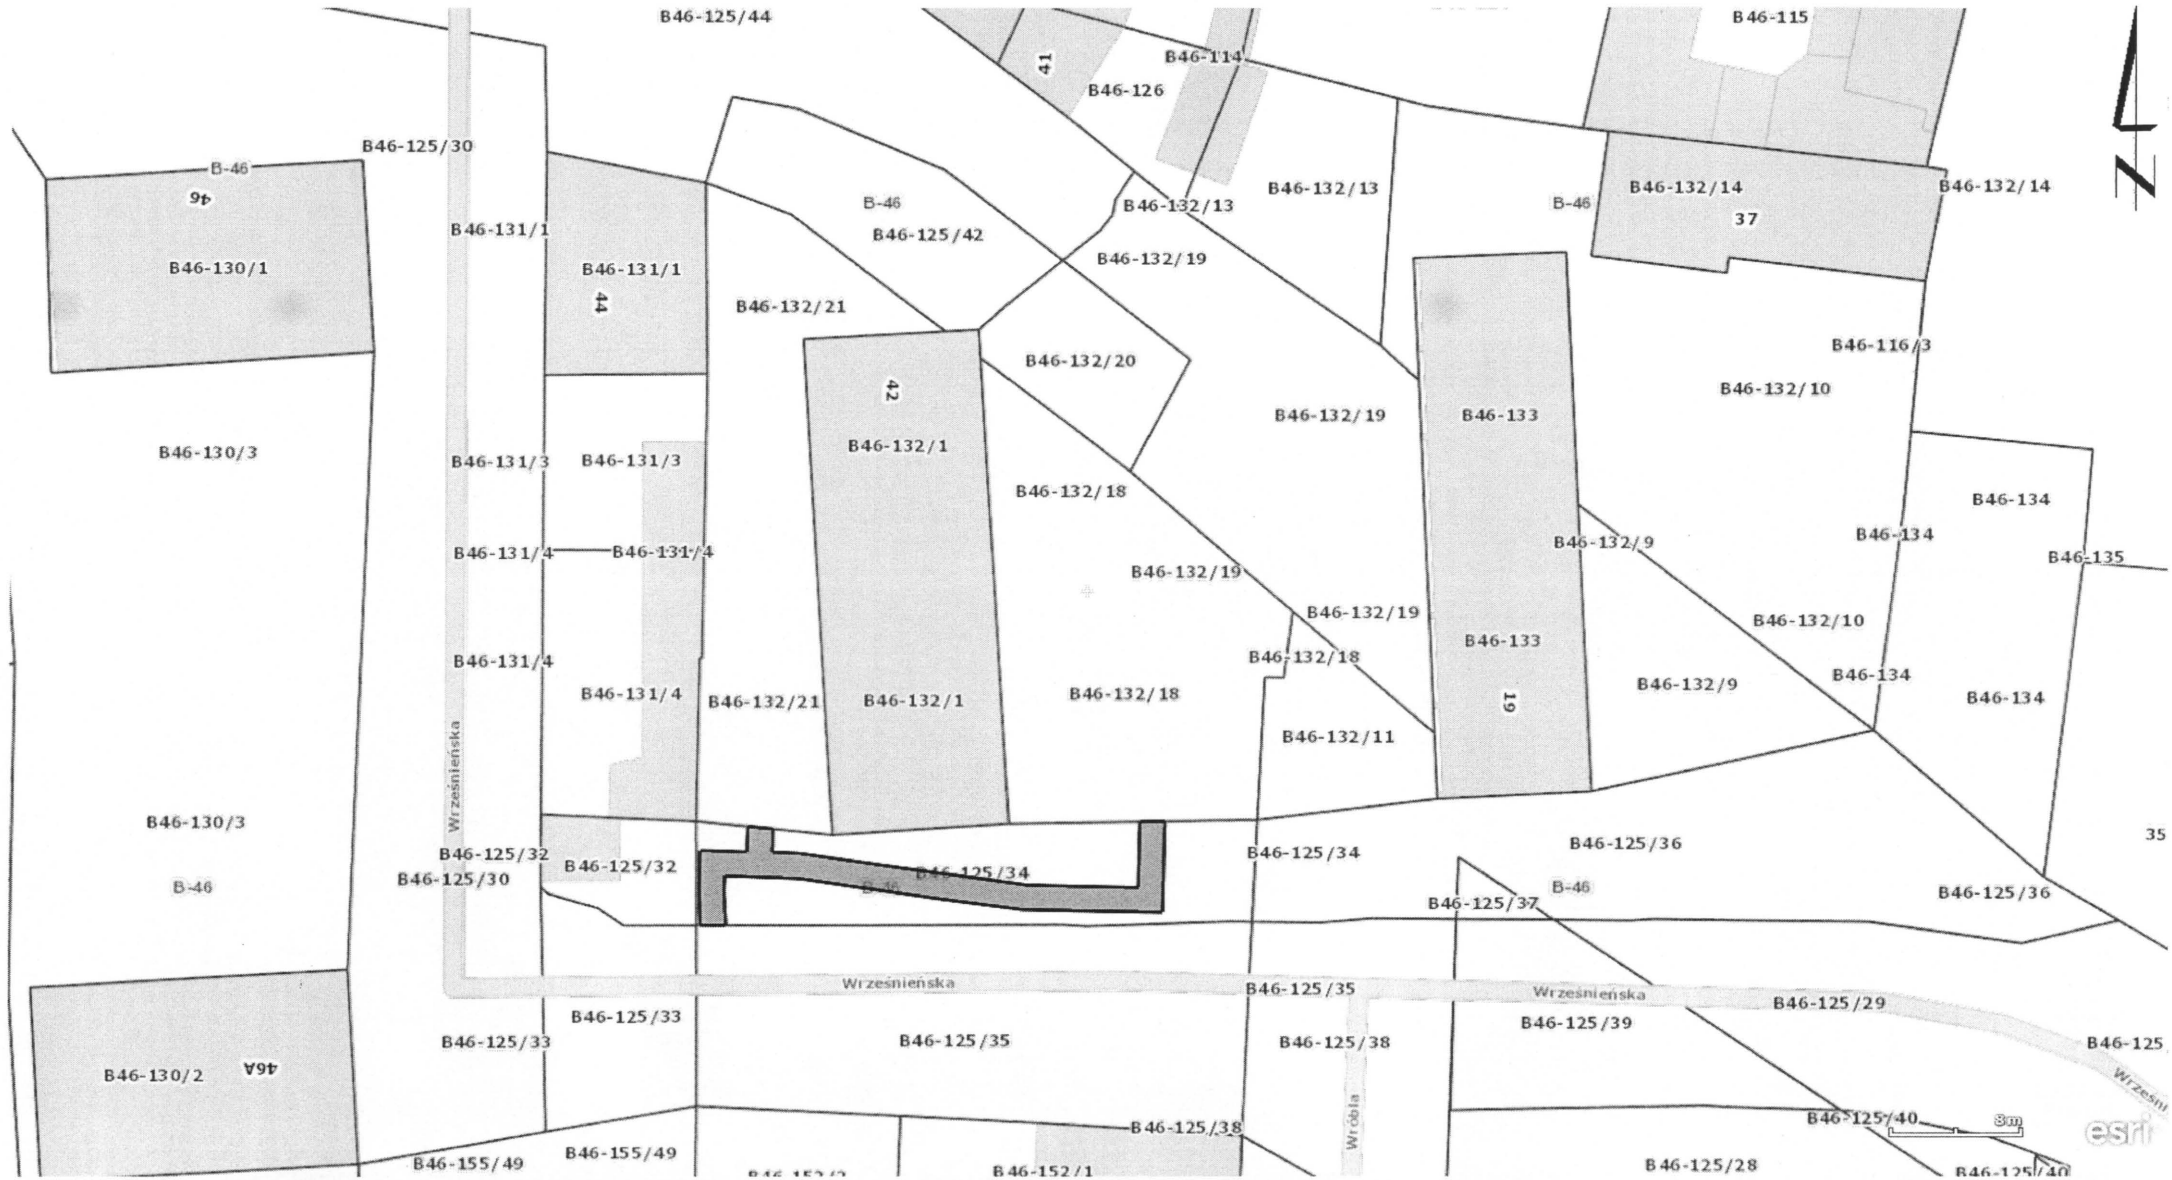 B46-125/44
B46-115
B46-114
41
B46-126
B46-125/30
B-46
46
B46-132/13
B46-132/14
B46-132/14
B-46
B46-132/13
B-46
37
B46-131/1
B46-125/42
B46-130/1
B46-131/1
B46-132/19
44
B46-132/21
B46-116/3
B46-132/20
42
B46-132/10
B46-132/19
B46-133
B46-130/3
B46-131/3
B46-131/3
B46-132/1
B46-132/18
B46-134
B46-131/4
B46-131/4
B46-132/9
B46-134
B46-135
B46-132/19
B46-132/19
B46-132/10
B46-133
B46-131/4
B46-132/18
B46-134
B46-131/4
B46-132/21
B46-132/1
B46-132/18
19
B46-132/9
B46-134
B46-132/11
Wrześnieńska
B46-130/3
35
B46-125/32
B46-125/32
B46-125/34
B46-125/34
B46-125/36
B46-125/30
B-46
B-46
B-46
B46-125/37
B46-125/36
Wrześnieńska
B46-125/35
Wrześnieńska
B46-125/29
B46-125/33
B46-125/39
B46-125/33
B46-125/35
B46-125/38
B46-125
46A
B46-130/2
Wróbla
B46-125/38
B46-125/40
8m
esri
B46-155/49
B46-155/49
B46-152/1
B46-125/28
B46-125/40
N